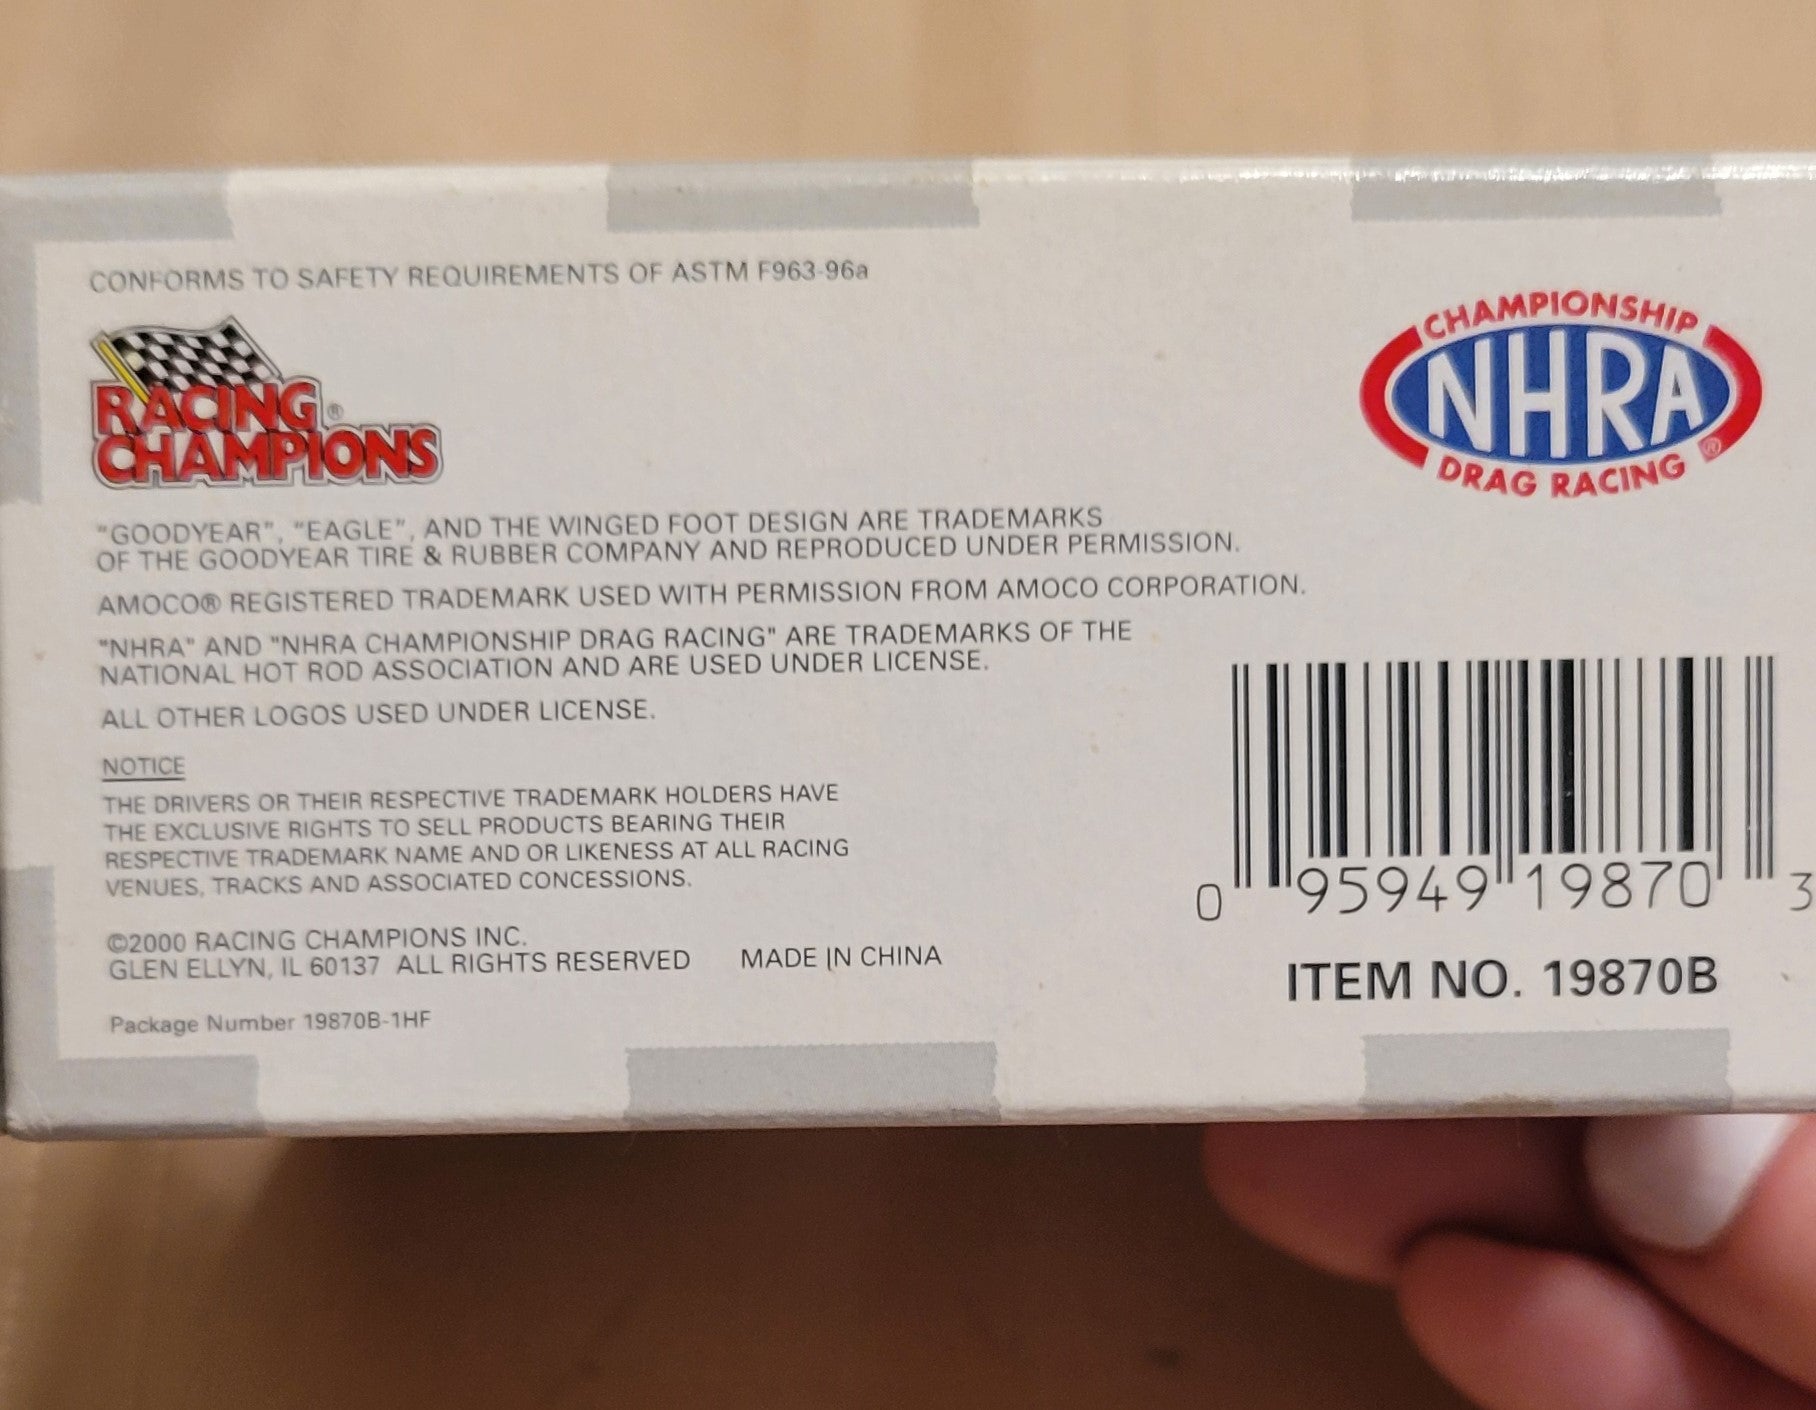 CONFORMS TO SAFETY REQUIREMENTS OF ASTM F963-96a
RACING®
CHAMPIONS
CHAMPIONSHIP
NHRA
DRAG RACING®
"GOODYEAR", "EAGLE", AND THE WINGED FOOT DESIGN ARE TRADEMARKS
OF THE GOODYEAR TIRE & RUBBER COMPANY AND REPRODUCED UNDER PERMISSION.
AMOCO® REGISTERED TRADEMARK USED WITH PERMISSION FROM AMOCO CORPORATION.
"NHRA" AND "NHRA CHAMPIONSHIP DRAG RACING" ARE TRADEMARKS OF THE
NATIONAL HOT ROD ASSOCIATION AND ARE USED UNDER LICENSE.
ALL OTHER LOGOS USED UNDER LICENSE.
NOTICE
THE DRIVERS OR THEIR RESPECTIVE TRADEMARK HOLDERS HAVE
THE EXCLUSIVE RIGHTS TO SELL PRODUCTS BEARING THEIR
RESPECTIVE TRADEMARK NAME AND OR LIKENESS AT ALL RACING
VENUES, TRACKS AND ASSOCIATED CONCESSIONS.
©2000 RACING CHAMPIONS INC.
GLEN ELLYN, IL 60137 ALL RIGHTS RESERVED MADE IN CHINA
Package Number 19870B-1HF
0 95949 19870 3
ITEM NO. 19870B